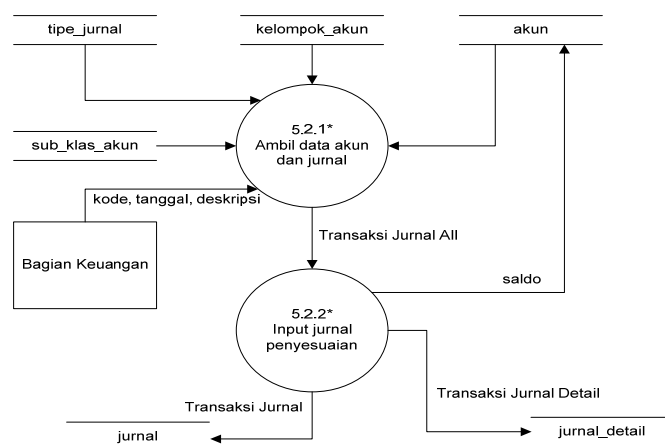 tipe_jurnal
kelompok_akun
akun
5.2.1*
Ambil data akun
dan jurnal
sub_klas_akun
kode, tanggal, deskripsi
Bagian Keuangan
Transaksi Jurnal All
saldo
5.2.2*
Input jurnal
penyesuaian
Transaksi Jurnal Detail
Transaksi Jurnal
jurnal
jurnal_detail